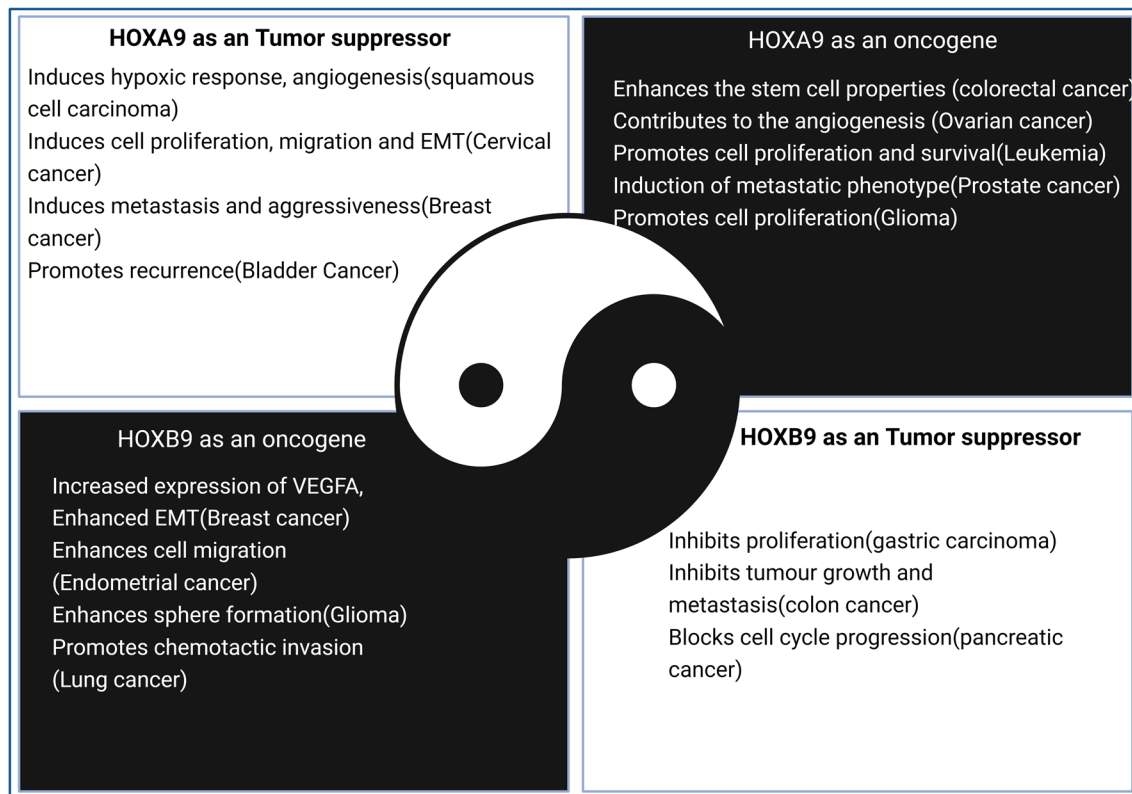 HOXA9 as an Tumor suppressor
Induces hypoxic response, angiogenesis(squamous
cell carcinoma)
Induces cell proliferation, migration and EMT(Cervical
cancer)
Induces metastasis and aggressiveness(Breast
cancer)
Promotes recurrence(Bladder Cancer)
HOXA9 as an oncogene
Enhances the stem cell properties (colorectal cancer)
Contributes to the angiogenesis (Ovarian cancer)
Promotes cell proliferation and survival(Leukemia)
Induction of metastatic phenotype(Prostate cancer)
Promotes cell proliferation(Glioma)
HOXB9 as an oncogene
Increased expression of VEGFA,
Enhanced EMT(Breast cancer)
Enhances cell migration
(Endometrial cancer)
Enhances sphere formation(Glioma)
Promotes chemotactic invasion
(Lung cancer)
HOXB9 as an Tumor suppressor
Inhibits proliferation(gastric carcinoma)
Inhibits tumour growth and
metastasis(colon cancer)
Blocks cell cycle progression(pancreatic
cancer)